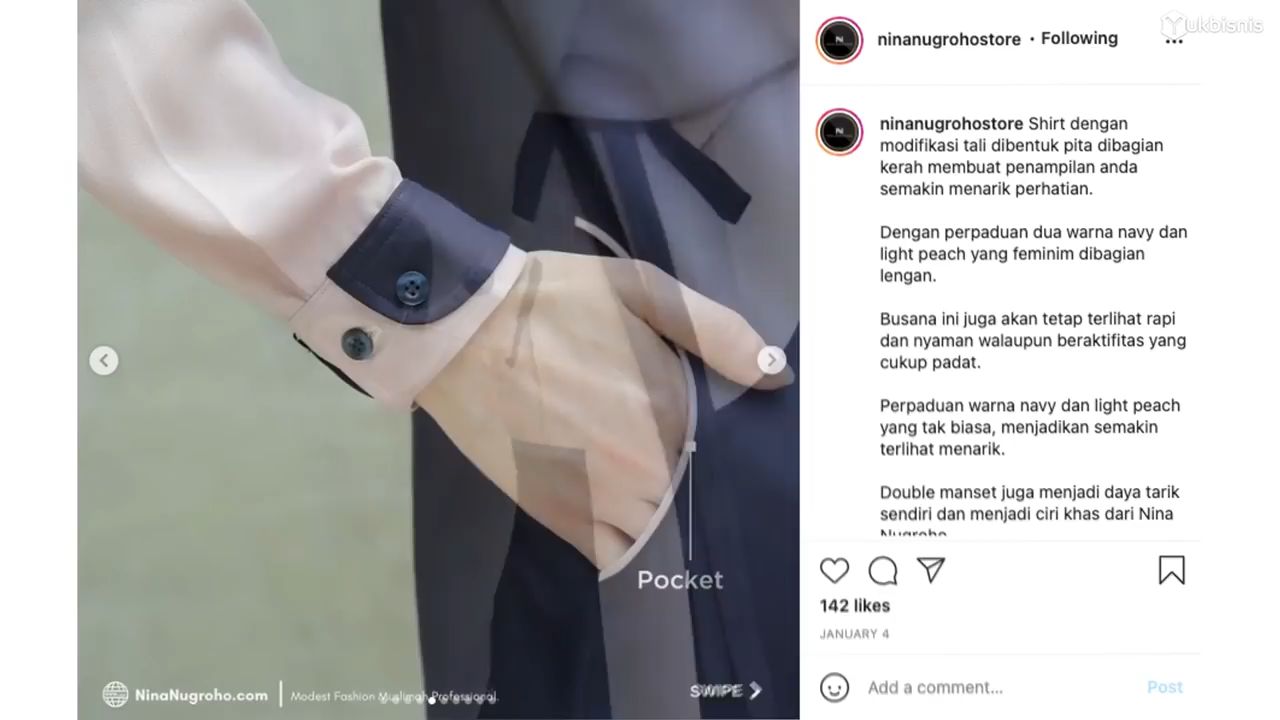 Yukbisnis
ninanugrohostore • Following
ninanugrohostore Shirt dengan
modifikasi tali dibentuk pita dibagian
kerah membuat penampilan anda
semakin menarik perhatian.
Dengan perpaduan dua warna navy dan
light peach yang feminim dibagian
lengan.
Busana ini juga akan tetap terlihat rapi
dan nyaman walaupun beraktifitas yang
cukup padat.
Perpaduan warna navy dan light peach
yang tak biasa, menjadikan semakin
terlihat menarik.
Double manset juga menjadi daya tarik
sendiri dan menjadi ciri khas dari Nina
Nugroho
Pocket
NinaNugroho.com | Modest Fashion Muslimah Professional.
SWIPE
142 likes
JANUARY 4
Add a comment...
Post